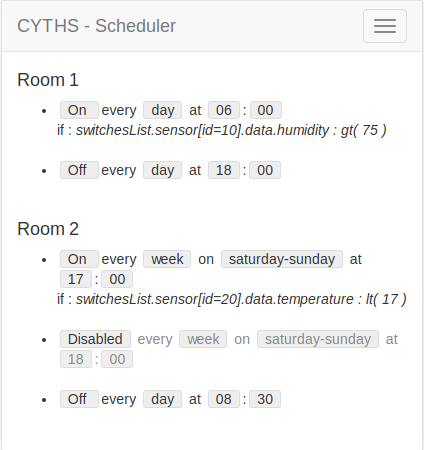 CYTHS - Scheduler
Room 1
• On every day at 06 : 00
if : switchesList.sensor[id=10].data.humidity : gt( 75 )
• Off every day at 18 : 00
Room 2
• On every week on saturday-sunday at
17 : 00
if : switchesList.sensor[id=20].data.temperature : lt( 17 )
• Disabled every week on saturday-sunday at
18 : 00
• Off every day at 08 : 30